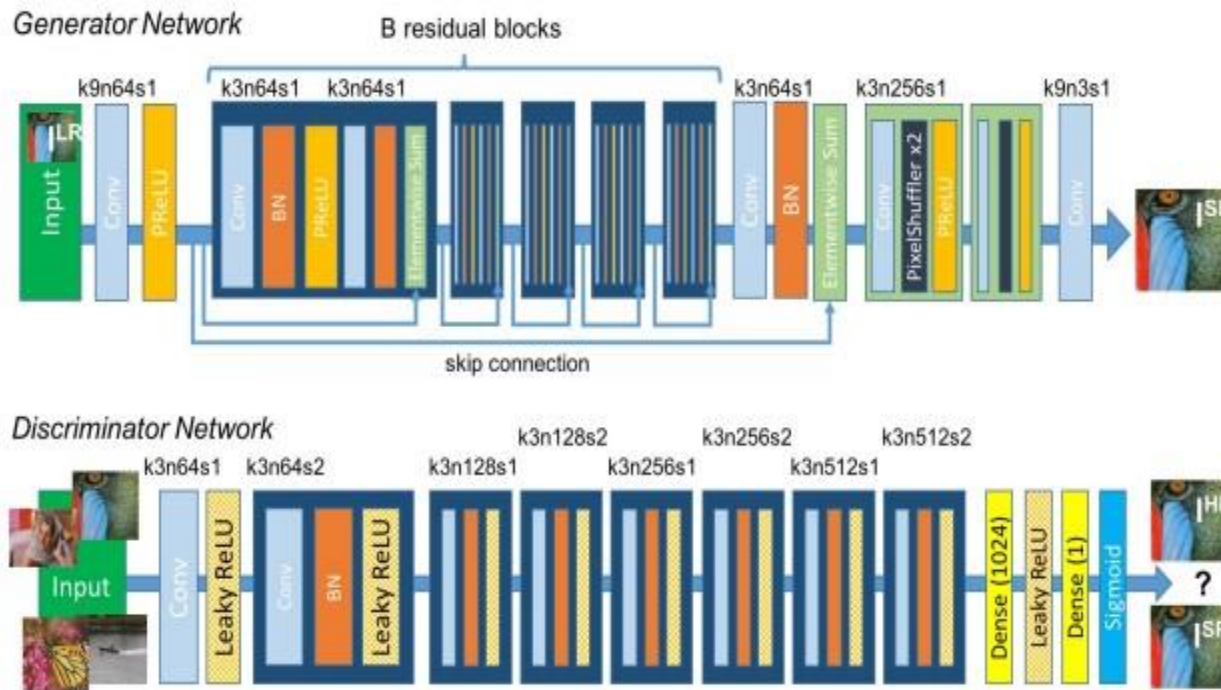 Generator Network
B residual blocks
k9n64s1
k3n64s1 k3n64s1
k3n64s1
k3n256s1
k9n3s1
I^LR
Input
Conv
PReLU
Conv
BN
PReLU
Elementwise Sum
Conv
BN
Elementwise Sum
Conv
PixelShuffler x2
PReLU
Conv
skip connection
Discriminator Network
k3n64s1
k3n64s2
k3n128s1
k3n128s2
k3n256s1
k3n256s2
k3n512s1
k3n512s2
Input
Conv
Leaky ReLU
Conv
BN
Leaky ReLU
Dense (1024)
Leaky ReLU
Dense (1)
Sigmoid
?